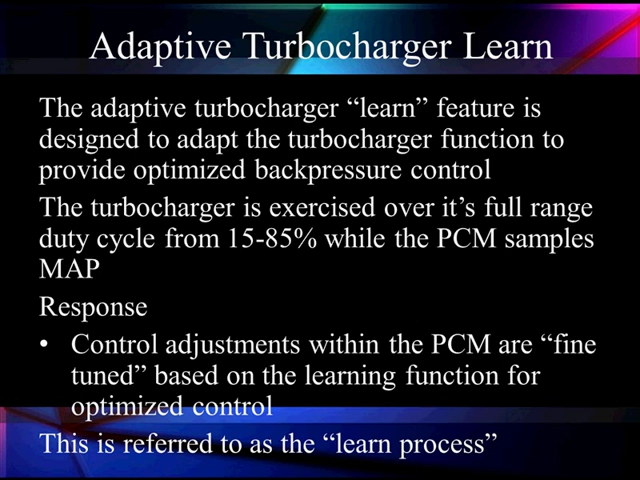 Adaptive Turbocharger Learn
The adaptive turbocharger “learn” feature is
designed to adapt the turbocharger function to
provide optimized backpressure control
The turbocharger is exercised over it’s full range
duty cycle from 15-85% while the PCM samples
MAP
Response
• Control adjustments within the PCM are “fine
tuned” based on the learning function for
optimized control
This is referred to as the “learn process”